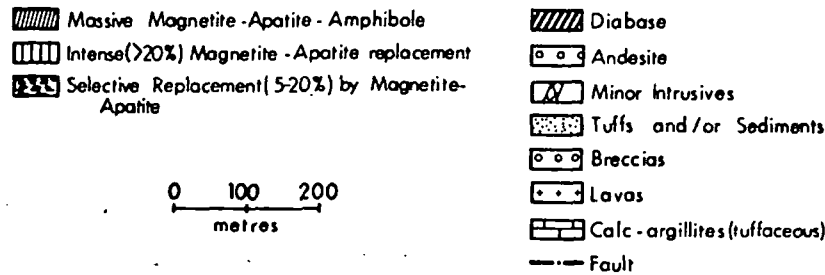 Massive Magnetite - Apatite - Amphibole
Intense(>20%) Magnetite - Apatite replacement
Selective Replacement(5-20%) by Magnetite-
Apatite
0 100 200
metres
Diabase
Andesite
Minor Intrusives
Tuffs and/or Sediments
Breccias
Lavas
Calc - argillites (tuffaceous)
Fault